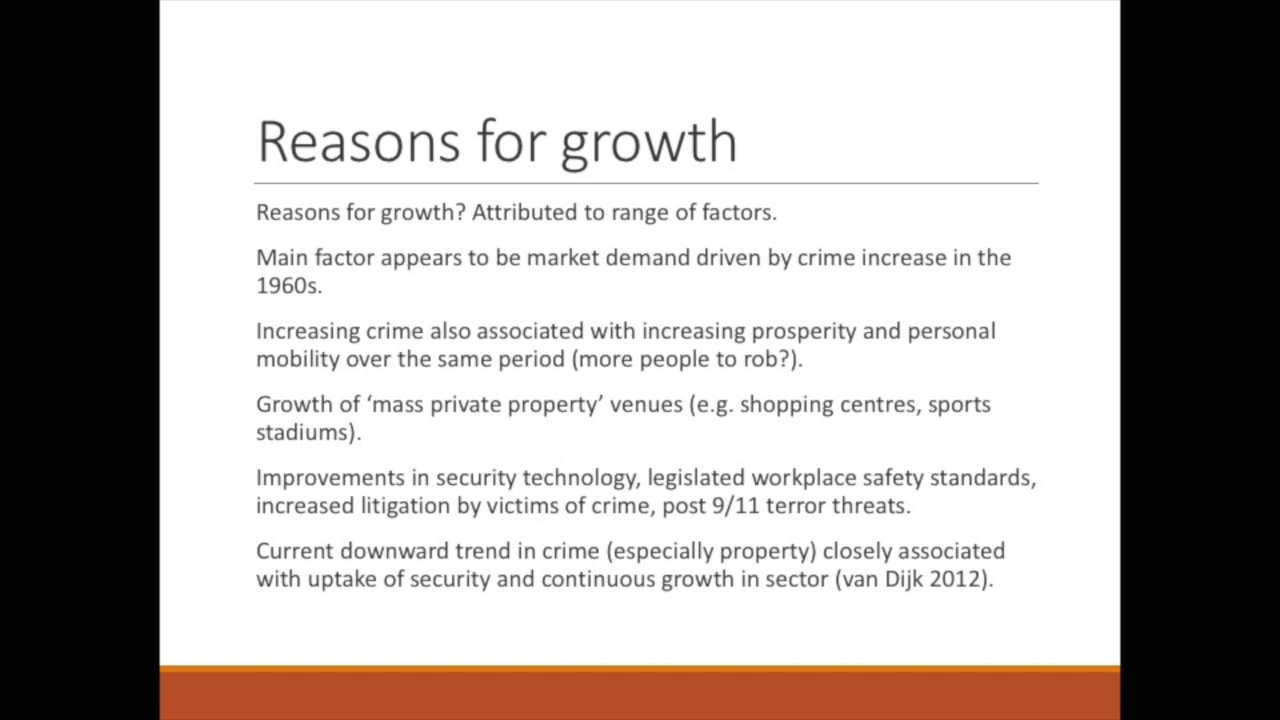 Reasons for growth
Reasons for growth? Attributed to range of factors.
Main factor appears to be market demand driven by crime increase in the
1960s.
Increasing crime also associated with increasing prosperity and personal
mobility over the same period (more people to rob?).
Growth of ‘mass private property’ venues (e.g. shopping centres, sports
stadiums).
Improvements in security technology, legislated workplace safety standards,
increased litigation by victims of crime, post 9/11 terror threats.
Current downward trend in crime (especially property) closely associated
with uptake of security and continuous growth in sector (van Dijk 2012).